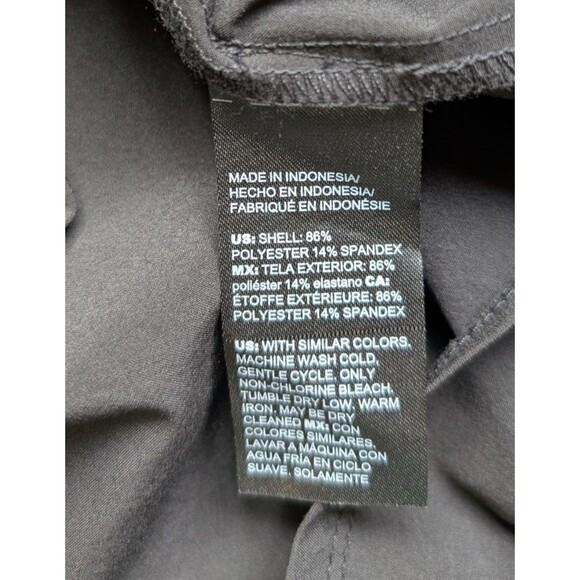 MADE IN INDONESIA/
HECHO EN INDONESIA/
FABRIQUÉ EN INDONÉSIE
US: SHELL: 86%
POLYESTER 14% SPANDEX
MX: TELA EXTERIOR: 86%
poliéster 14% elastano CA:
ÉTOFFE EXTÉRIEURE: 86%
POLYESTER 14% SPANDEX
US: WITH SIMILAR COLORS,
MACHINE WASH COLD,
GENTLE CYCLE, ONLY
NON-CHLORINE BLEACH,
TUMBLE DRY LOW, WARM
IRON, MAY BE DRY
CLEANED MX: CON
COLORES SIMILARES,
LAVAR A MÁQUINA CON
AGUA FRÍA EN CICLO
SUAVE, SOLAMENTE